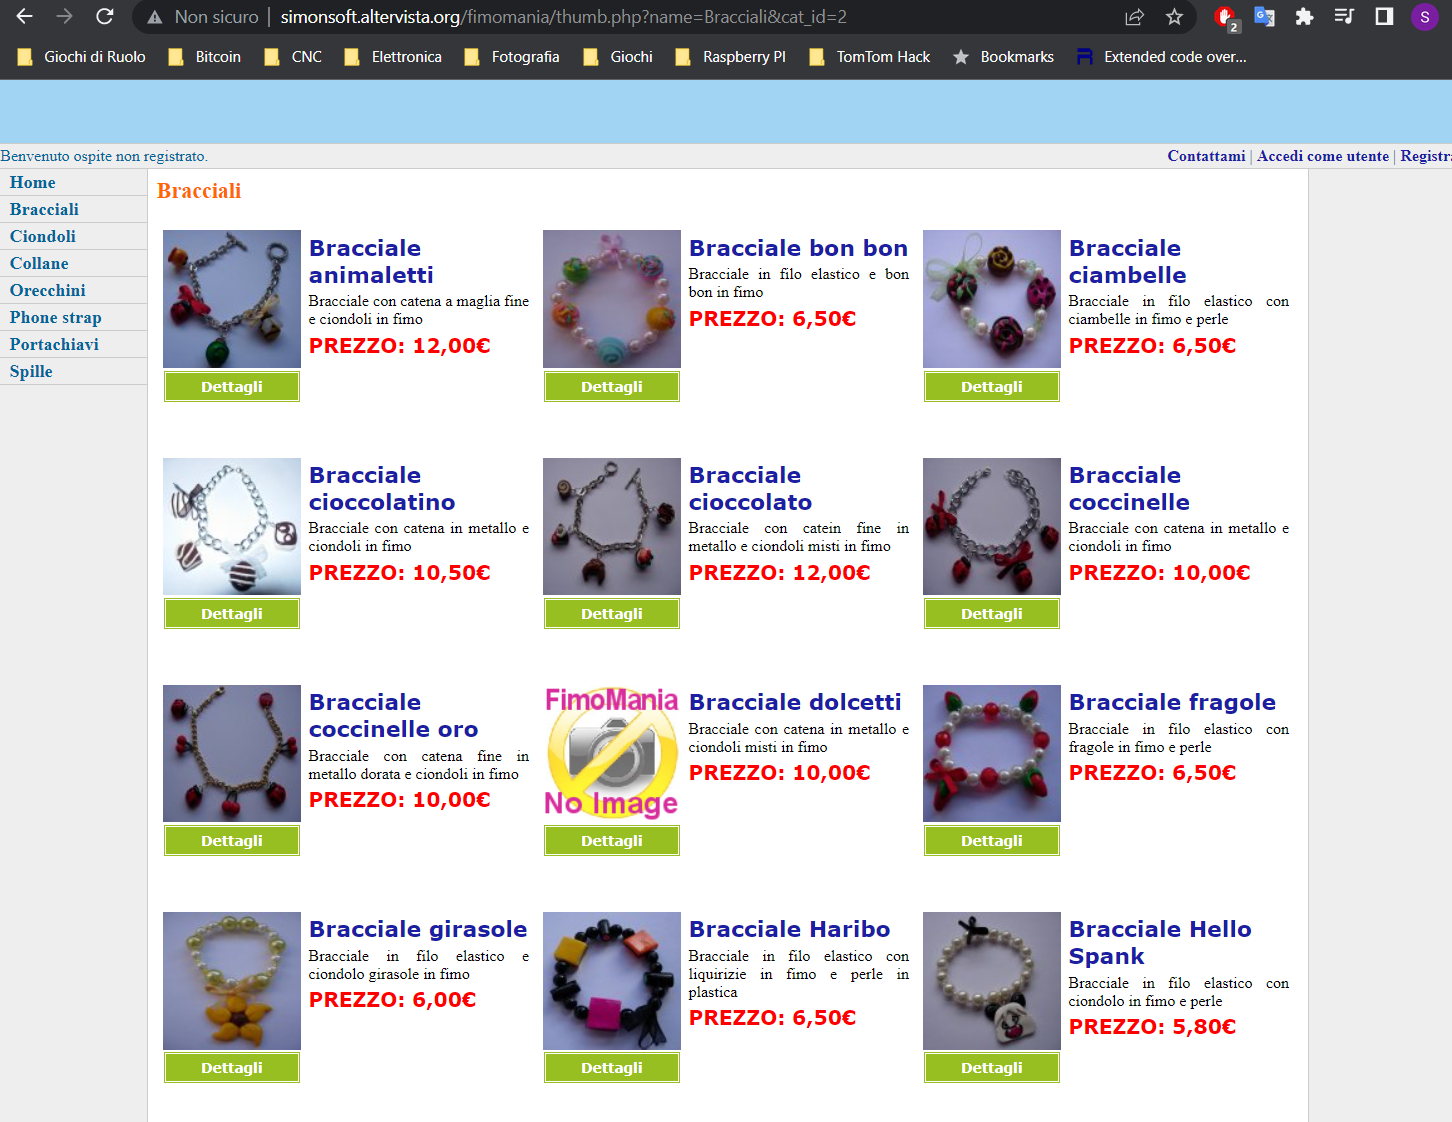 Non sicuro | simonsoft.altervista.org/fimomania/thumb.php?name=Bracciali&cat_id=2
2
S
Giochi di Ruolo
Bitcoin
CNC
Elettronica
Fotografia
Giochi
Raspberry PI
TomTom Hack
Bookmarks
Extended code over...
Benvenuto ospite non registrato.
Contattami | Accedi come utente | Registr
Home
Bracciali
Ciondoli
Collane
Orecchini
Phone strap
Portachiavi
Spille
Bracciali
Bracciale
animaletti
Bracciale con catena a maglia fine
e ciondoli in fimo
PREZZO: 12,00€
Dettagli
Bracciale bon bon
Bracciale in filo elastico e bon
bon in fimo
PREZZO: 6,50€
Dettagli
Bracciale
ciambelle
Bracciale in filo elastico con
ciambelle in fimo e perle
PREZZO: 6,50€
Dettagli
Bracciale
cioccolatino
Bracciale con catena in metallo e
ciondoli in fimo
PREZZO: 10,50€
Dettagli
Bracciale
cioccolato
Bracciale con catein fine in
metallo e ciondoli misti in fimo
PREZZO: 12,00€
Dettagli
Bracciale
coccinelle
Bracciale con catena in metallo e
ciondoli in fimo
PREZZO: 10,00€
Dettagli
Bracciale
coccinelle oro
Bracciale con catena fine in
metallo dorata e ciondoli in fimo
PREZZO: 10,00€
Dettagli
FimoMania
No Image
Bracciale dolcetti
Bracciale con catena in metallo e
ciondoli misti in fimo
PREZZO: 10,00€
Dettagli
Bracciale fragole
Bracciale in filo elastico con
fragole in fimo e perle
PREZZO: 6,50€
Dettagli
Bracciale girasole
Bracciale in filo elastico e
ciondolo girasole in fimo
PREZZO: 6,00€
Dettagli
Bracciale Haribo
Bracciale in filo elastico con
liquirizie in fimo e perle in
plastica
PREZZO: 6,50€
Dettagli
Bracciale Hello
Spank
Bracciale in filo elastico con
ciondolo in fimo e perle
PREZZO: 5,80€
Dettagli